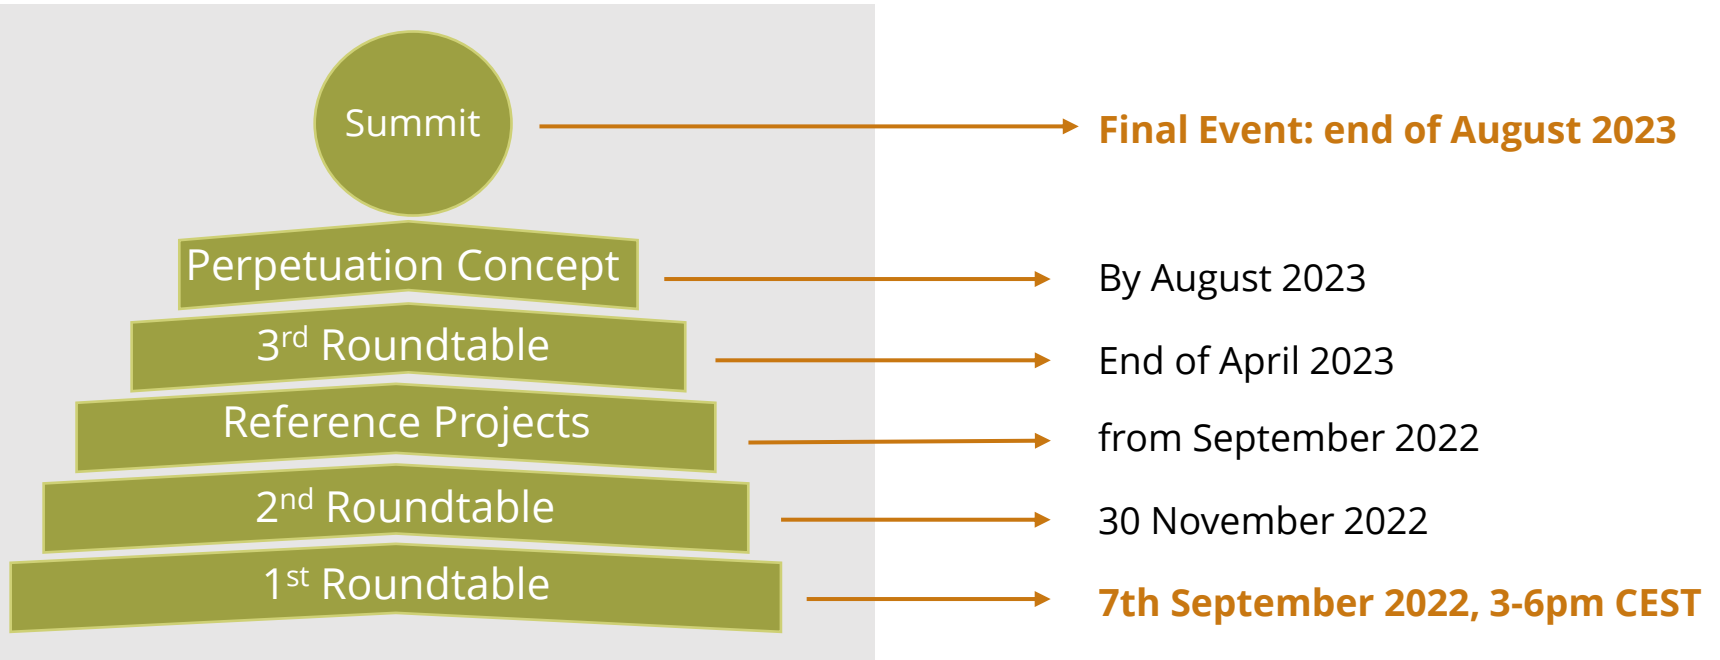 Summit
Final Event: end of August 2023
Perpetuation Concept
By August 2023
3rd Roundtable
End of April 2023
Reference Projects
from September 2022
2nd Roundtable
30 November 2022
1st Roundtable
7th September 2022, 3-6pm CEST